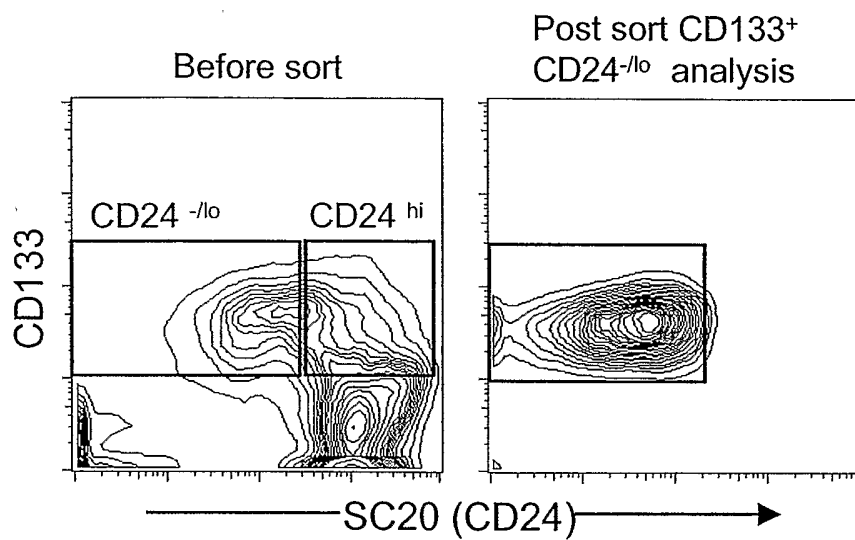 Before sort
Post sort CD133⁺
CD24⁻/ˡᵒ analysis
CD24 ⁻/ˡᵒ
CD24 ʰⁱ
CD133
SC20 (CD24)